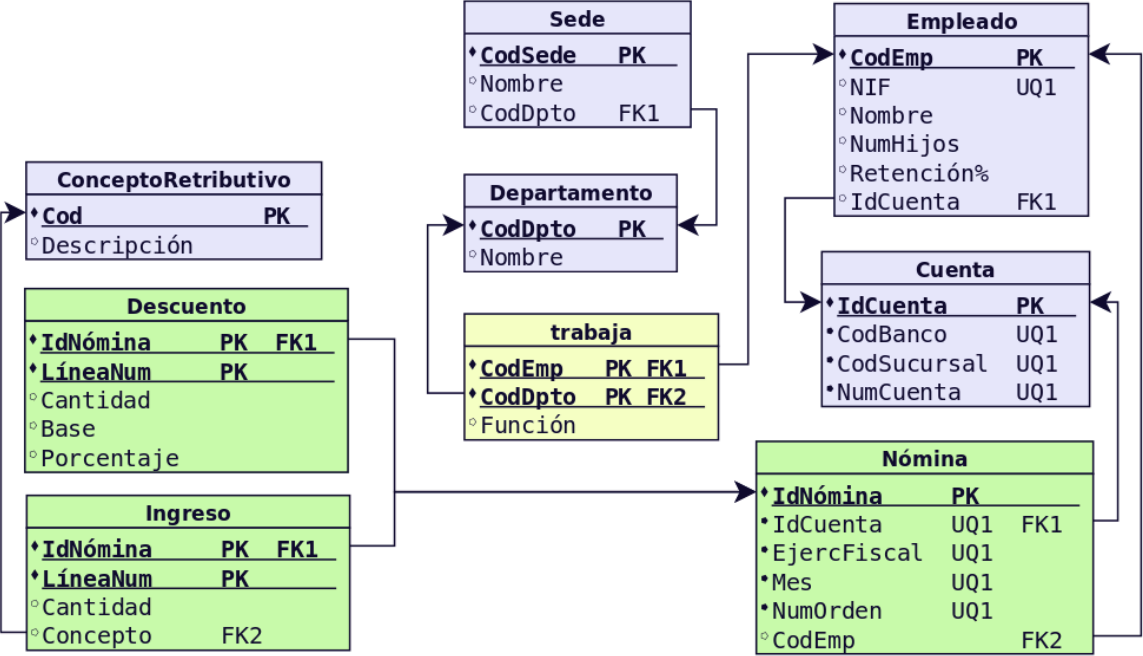 Sede
CodSede PK
Nombre
CodDpto FK1
Empleado
CodEmp PK
NIF UQ1
Nombre
NumHijos
Retención%
IdCuenta FK1
ConceptoRetributivo
Cod PK
Descripción
Departamento
CodDpto PK
Nombre
Cuenta
IdCuenta PK
CodBanco UQ1
CodSucursal UQ1
NumCuenta UQ1
Descuento
IdNómina PK FK1
LíneaNum PK
Cantidad
Base
Porcentaje
trabaja
CodEmp PK FK1
CodDpto PK FK2
Función
Nómina
IdNómina PK
IdCuenta UQ1 FK1
EjercFiscal UQ1
Mes UQ1
NumOrden UQ1
CodEmp FK2
Ingreso
IdNómina PK FK1
LíneaNum PK
Cantidad
Concepto FK2